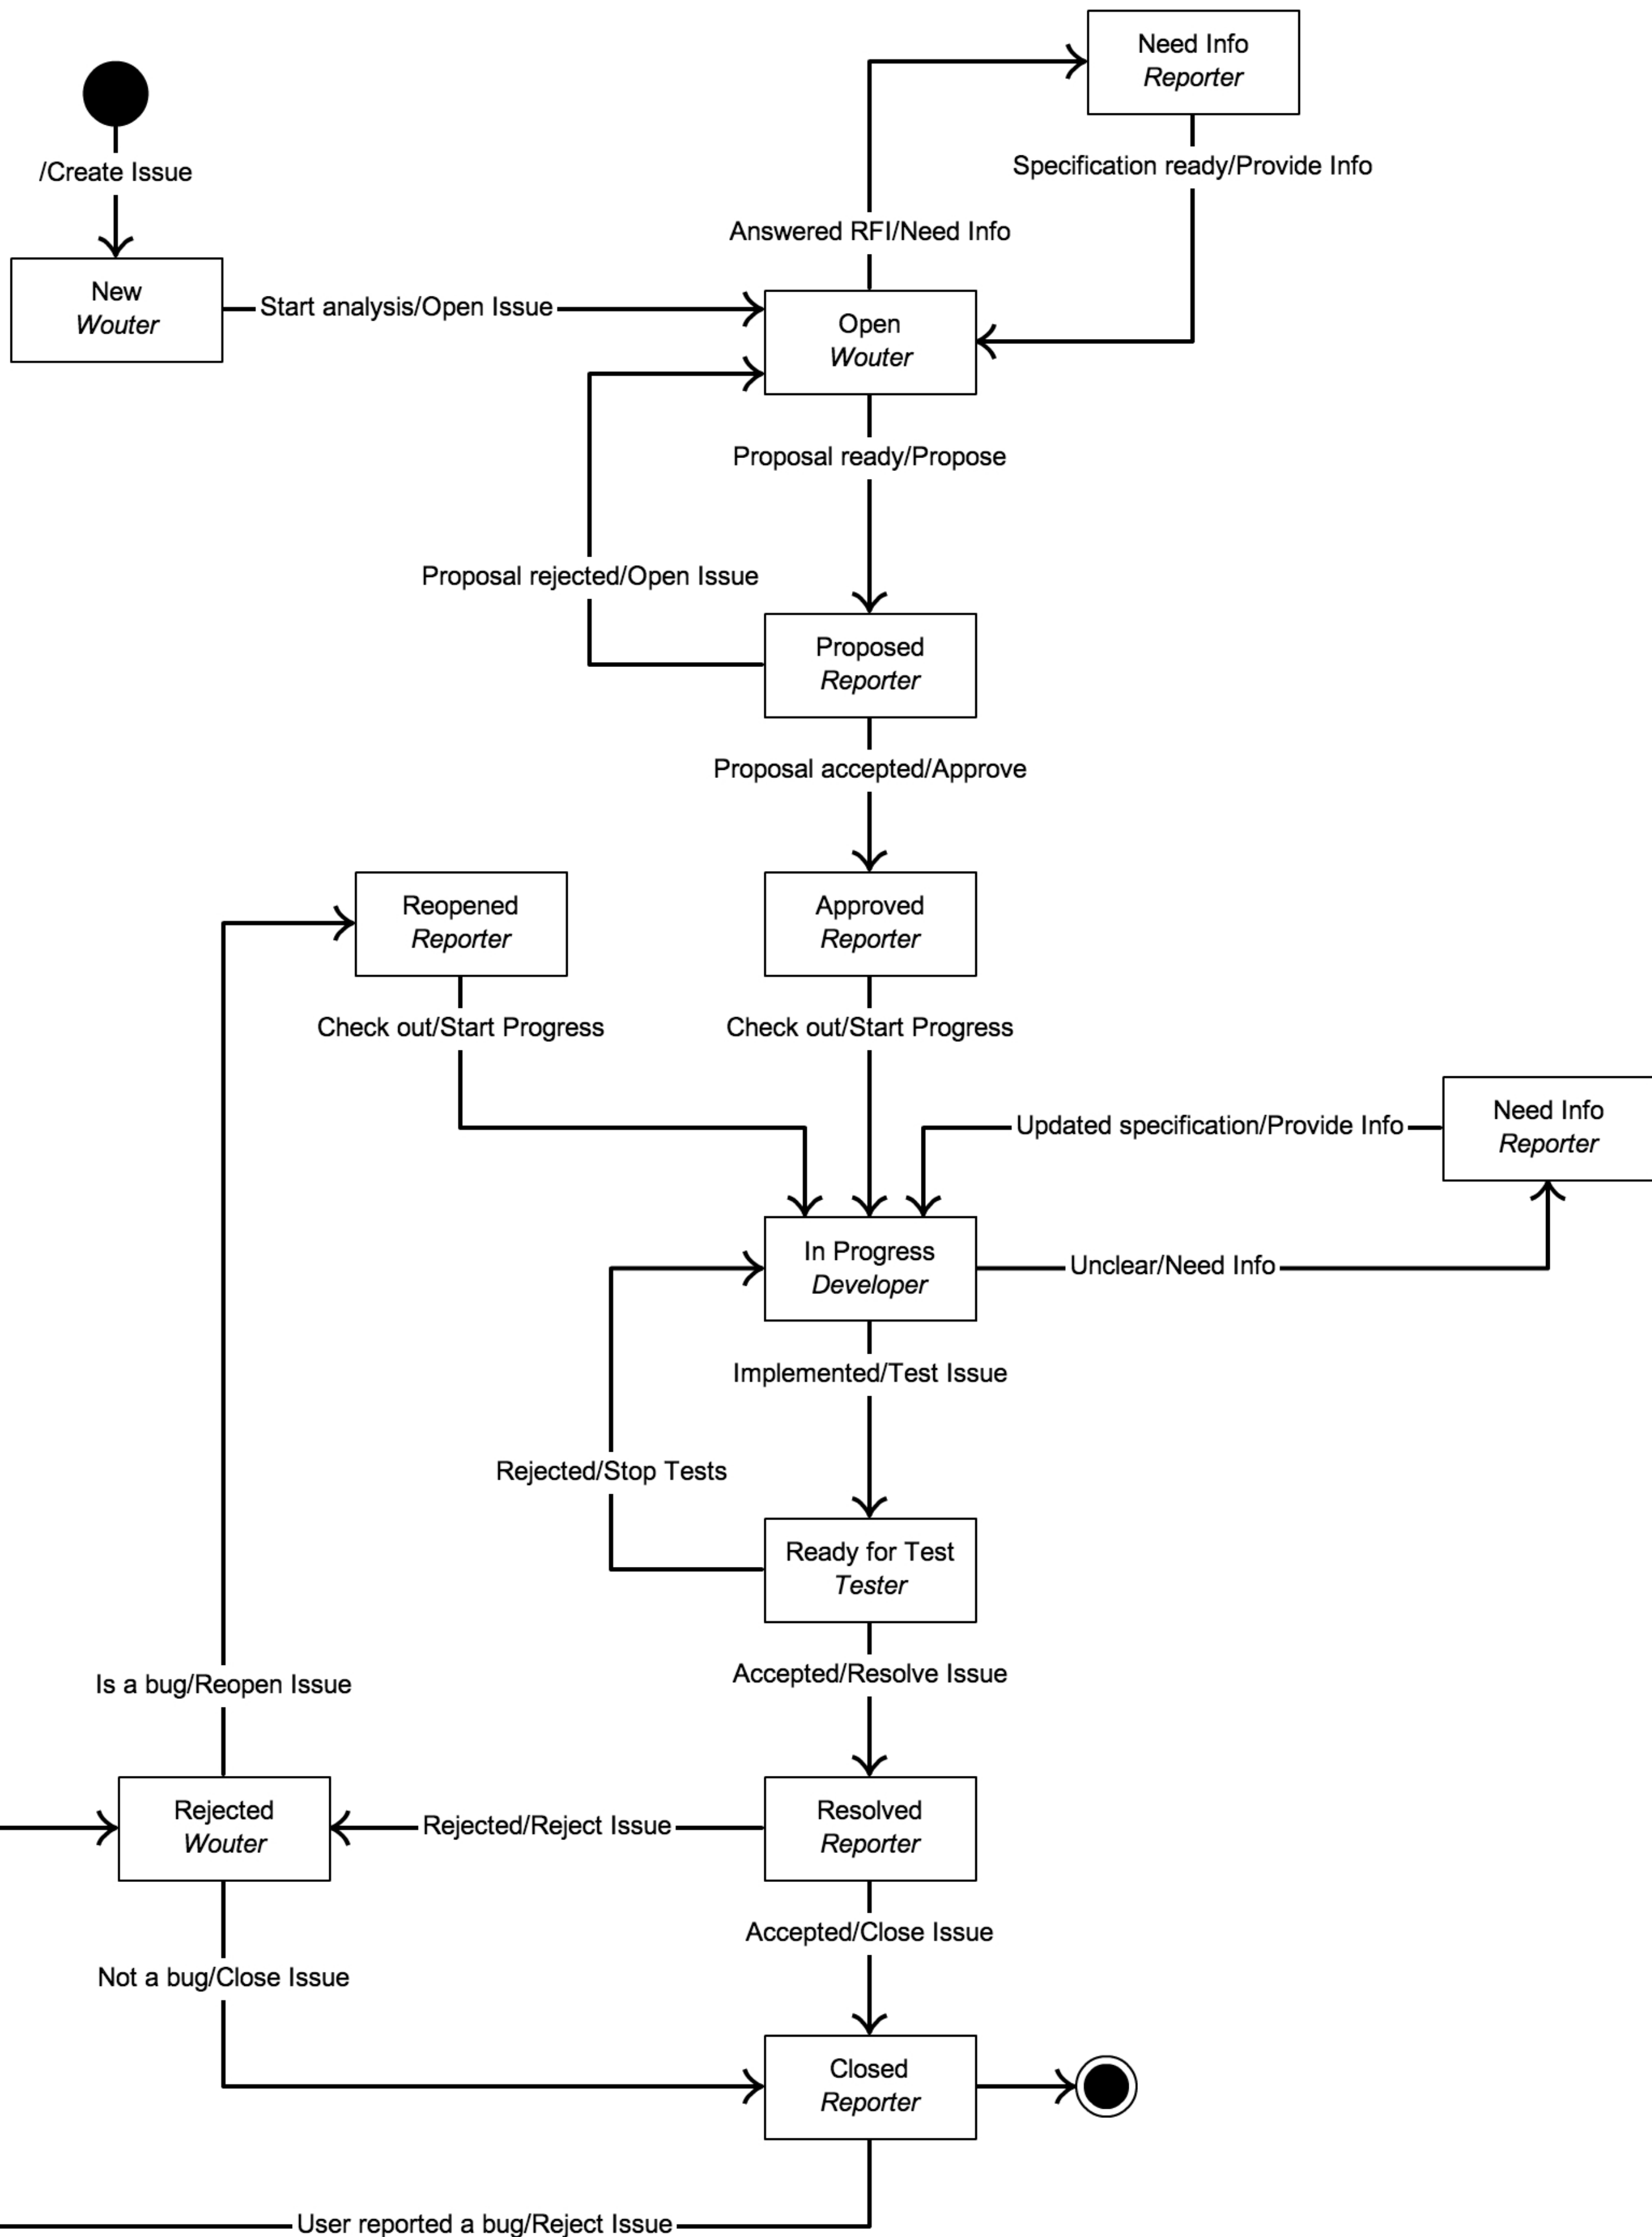 Need Info
Reporter
/Create Issue
Specification ready/Provide Info
Answered RFI/Need Info
New
Wouter
Start analysis/Open Issue
Open
Wouter
Proposal ready/Propose
Proposal rejected/Open Issue
Proposed
Reporter
Proposal accepted/Approve
Reopened
Reporter
Approved
Reporter
Check out/Start Progress
Check out/Start Progress
Updated specification/Provide Info
Need Info
Reporter
In Progress
Developer
Unclear/Need Info
Implemented/Test Issue
Rejected/Stop Tests
Ready for Test
Tester
Is a bug/Reopen Issue
Accepted/Resolve Issue
Rejected
Wouter
Rejected/Reject Issue
Resolved
Reporter
Accepted/Close Issue
Not a bug/Close Issue
Closed
Reporter
User reported a bug/Reject Issue